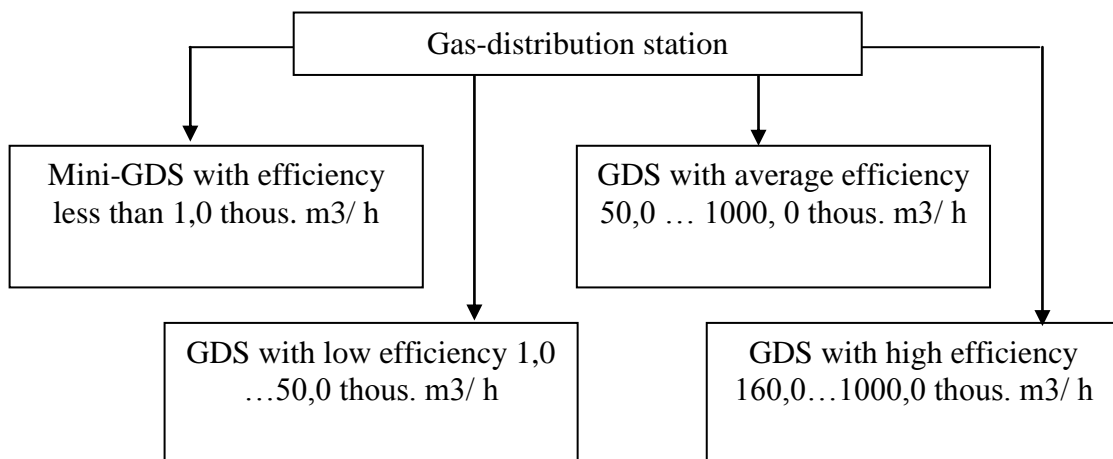 Gas-distribution station
Mini-GDS with efficiency
less than 1,0 thous. m3/ h
GDS with average efficiency
50,0 … 1000, 0 thous. m3/ h
GDS with low efficiency 1,0
…50,0 thous. m3/ h
GDS with high efficiency
160,0…1000,0 thous. m3/ h